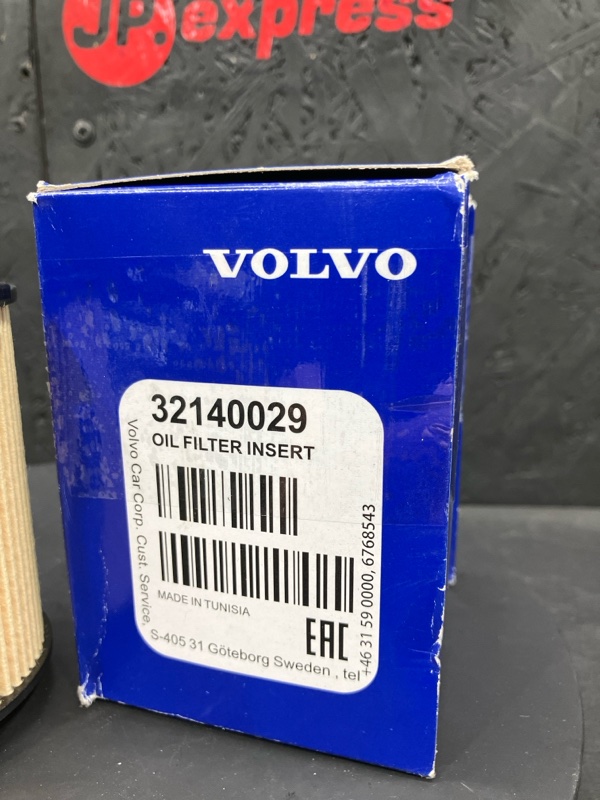 JP.express
VOLVO
32140029
OIL FILTER INSERT
MADE IN TUNISIA
EAC
Volvo Car Corp. Cust. Service,
S-405 31 Göteborg Sweden , tel
+46 31 59 0000, 6768543